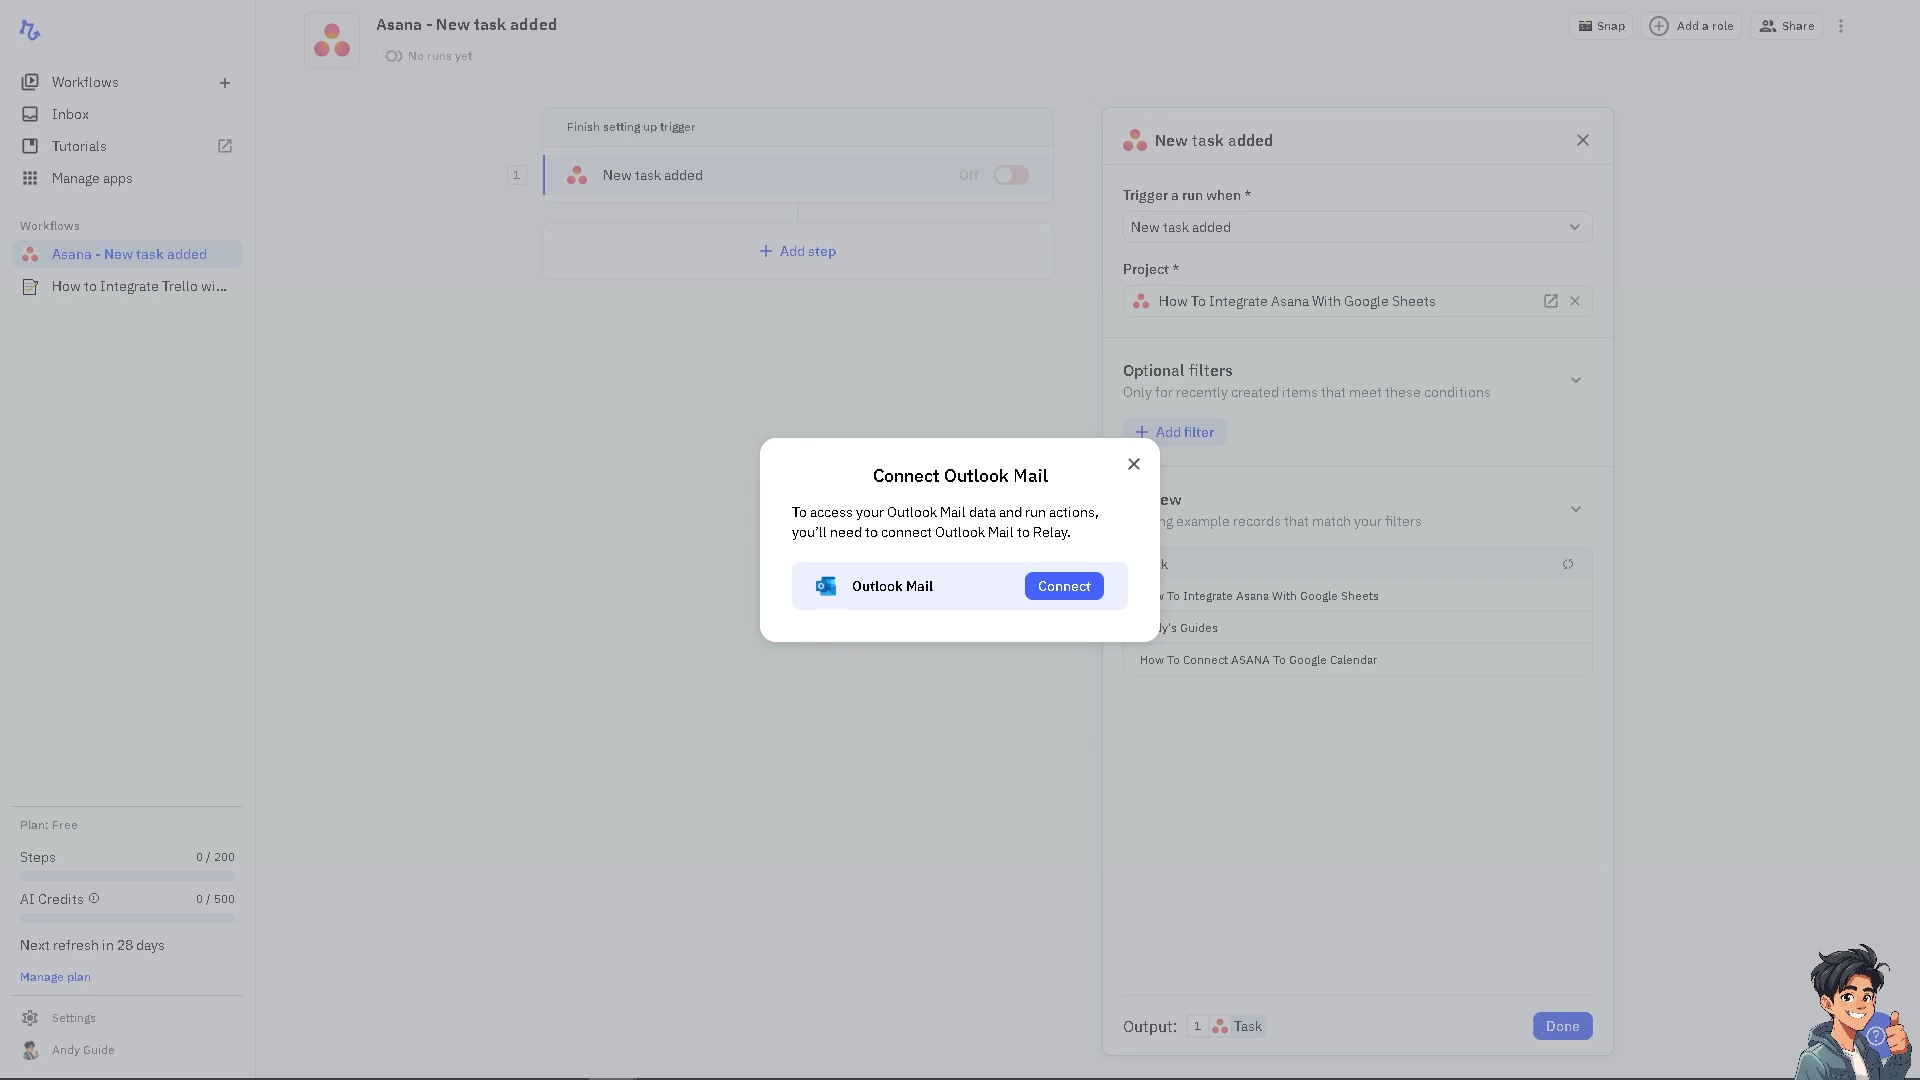 Asana - New task added
No runs yet
Snap
Add a role
Share
Workflows
Inbox
Tutorials
Manage apps
Workflows
Asana - New task added
How to Integrate Trello wi...
Plan: Free
Steps 0 / 200
AI Credits 0 / 500
Next refresh in 28 days
Manage plan
Settings
Andy Guide
Finish setting up trigger
1 New task added Off
Add step
New task added
Trigger a run when *
New task added
Project *
How To Integrate Asana With Google Sheets
Optional filters
Only for recently created items that meet these conditions
Add filter
example records that match your filters
To Integrate Asana With Google Sheets
Guides
How To Connect ASANA To Google Calendar
Output: 1 Task
Done
Connect Outlook Mail
To access your Outlook Mail data and run actions,
you'll need to connect Outlook Mail to Relay.
Outlook Mail
Connect